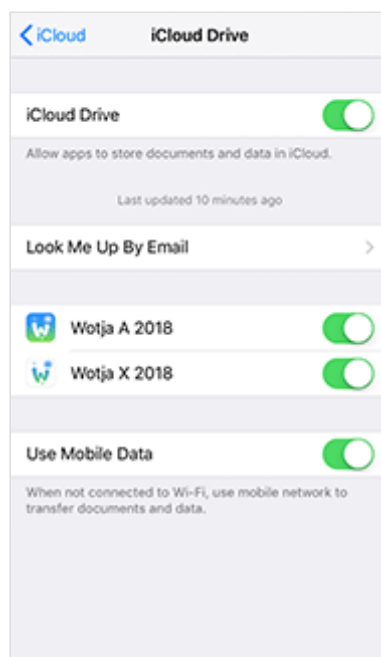 iCloud iCloud Drive
iCloud Drive
Allow apps to store documents and data in iCloud.
Last updated 10 minutes ago
Look Me Up By Email
Wotja A 2018
Wotja X 2018
Use Mobile Data
When not connected to Wi-Fi, use mobile network to
transfer documents and data.